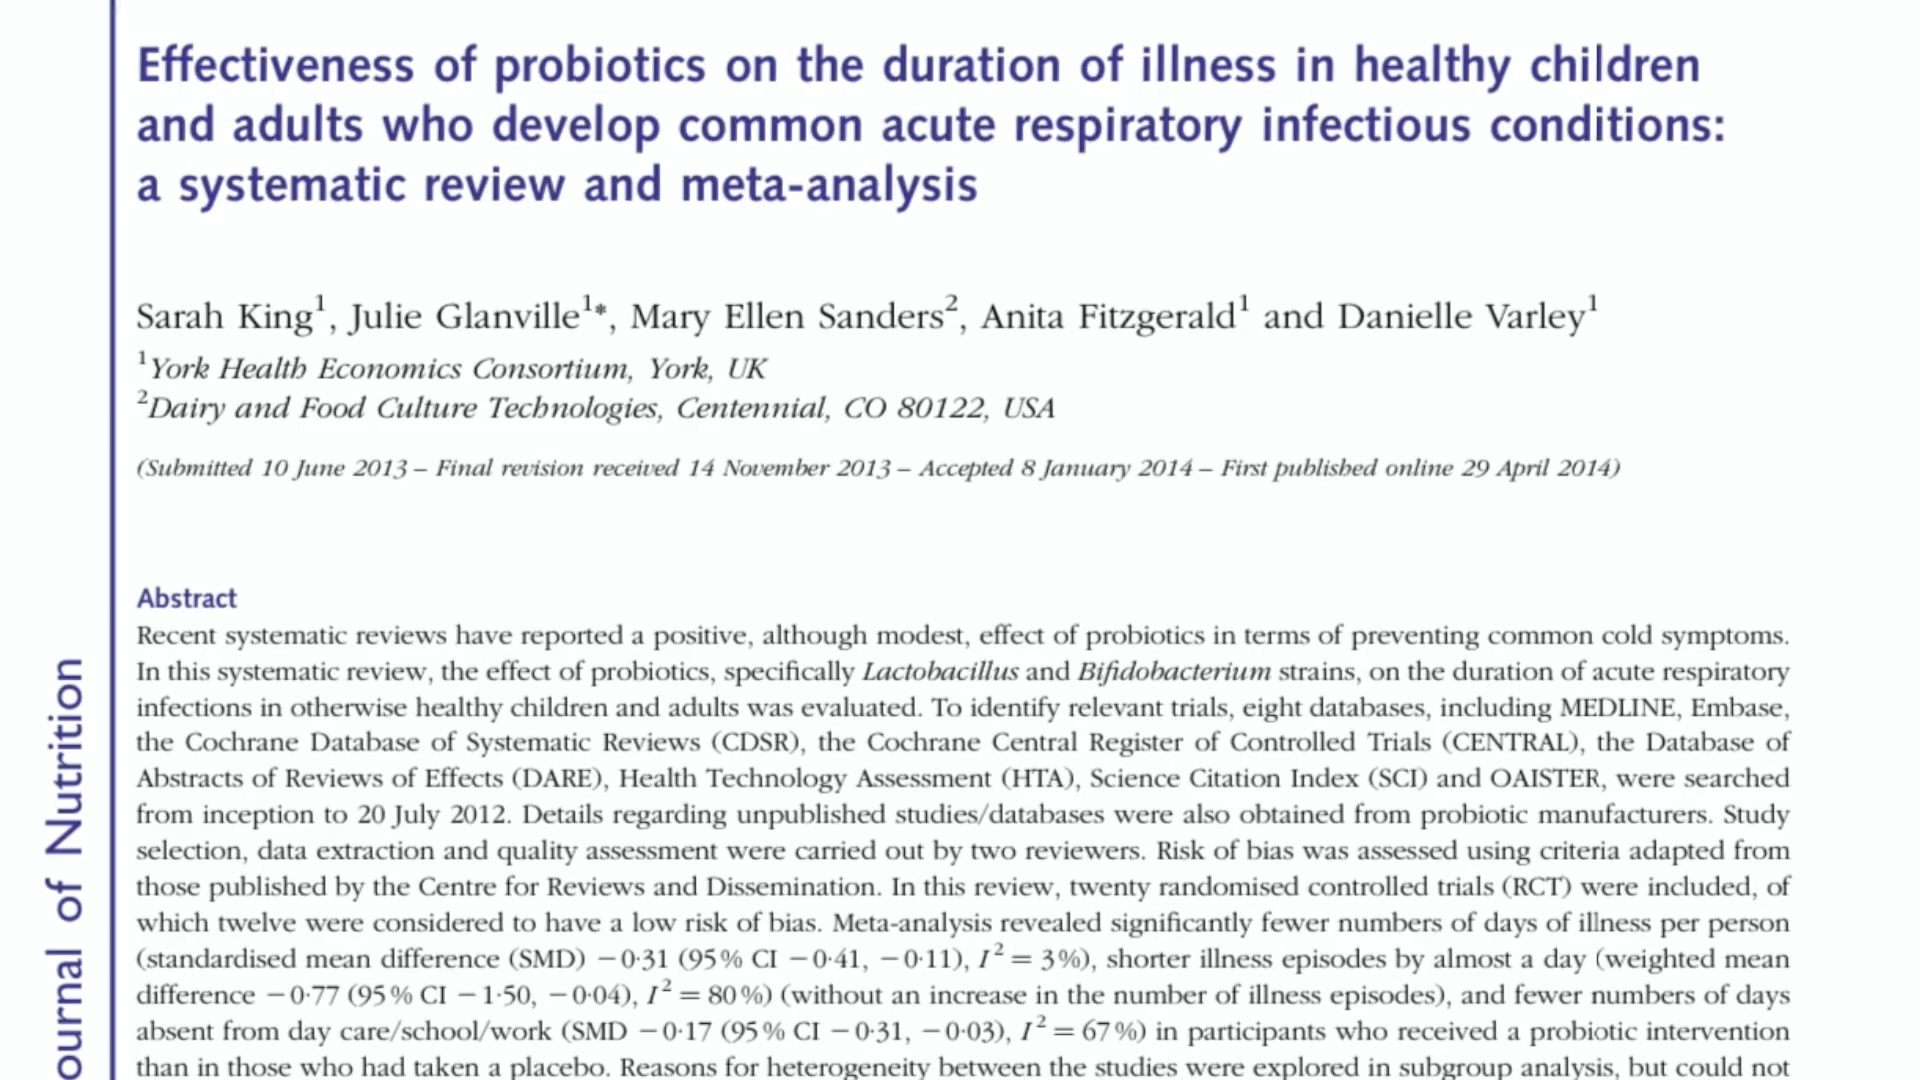 Effectiveness of probiotics on the duration of illness in healthy children
and adults who develop common acute respiratory infectious conditions:
a systematic review and meta-analysis
Sarah King1, Julie Glanville1*, Mary Ellen Sanders2, Anita Fitzgerald1 and Danielle Varley1
1York Health Economics Consortium, York, UK
2Dairy and Food Culture Technologies, Centennial, CO 80122, USA
(Submitted 10 June 2013 – Final revision received 14 November 2013 – Accepted 8 January 2014 – First published online 29 April 2014)
Abstract
Recent systematic reviews have reported a positive, although modest, effect of probiotics in terms of preventing common cold symptoms.
In this systematic review, the effect of probiotics, specifically Lactobacillus and Bifidobacterium strains, on the duration of acute respiratory
infections in otherwise healthy children and adults was evaluated. To identify relevant trials, eight databases, including MEDLINE, Embase,
the Cochrane Database of Systematic Reviews (CDSR), the Cochrane Central Register of Controlled Trials (CENTRAL), the Database of
Abstracts of Reviews of Effects (DARE), Health Technology Assessment (HTA), Science Citation Index (SCI) and OAISTER, were searched
from inception to 20 July 2012. Details regarding unpublished studies/databases were also obtained from probiotic manufacturers. Study
selection, data extraction and quality assessment were carried out by two reviewers. Risk of bias was assessed using criteria adapted from
those published by the Centre for Reviews and Dissemination. In this review, twenty randomised controlled trials (RCT) were included, of
which twelve were considered to have a low risk of bias. Meta-analysis revealed significantly fewer numbers of days of illness per person
(standardised mean difference (SMD) −0·31 (95 % CI −0·41, −0·11), I2 = 3 %), shorter illness episodes by almost a day (weighted mean
difference −0·77 (95 % CI −1·50, −0·04), I2 = 80 %) (without an increase in the number of illness episodes), and fewer numbers of days
absent from day care/school/work (SMD −0·17 (95 % CI −0·31, −0·03), I2 = 67 %) in participants who received a probiotic intervention
than in those who had taken a placebo. Reasons for heterogeneity between the studies were explored in subgroup analysis, but could not
ournal of Nutrition